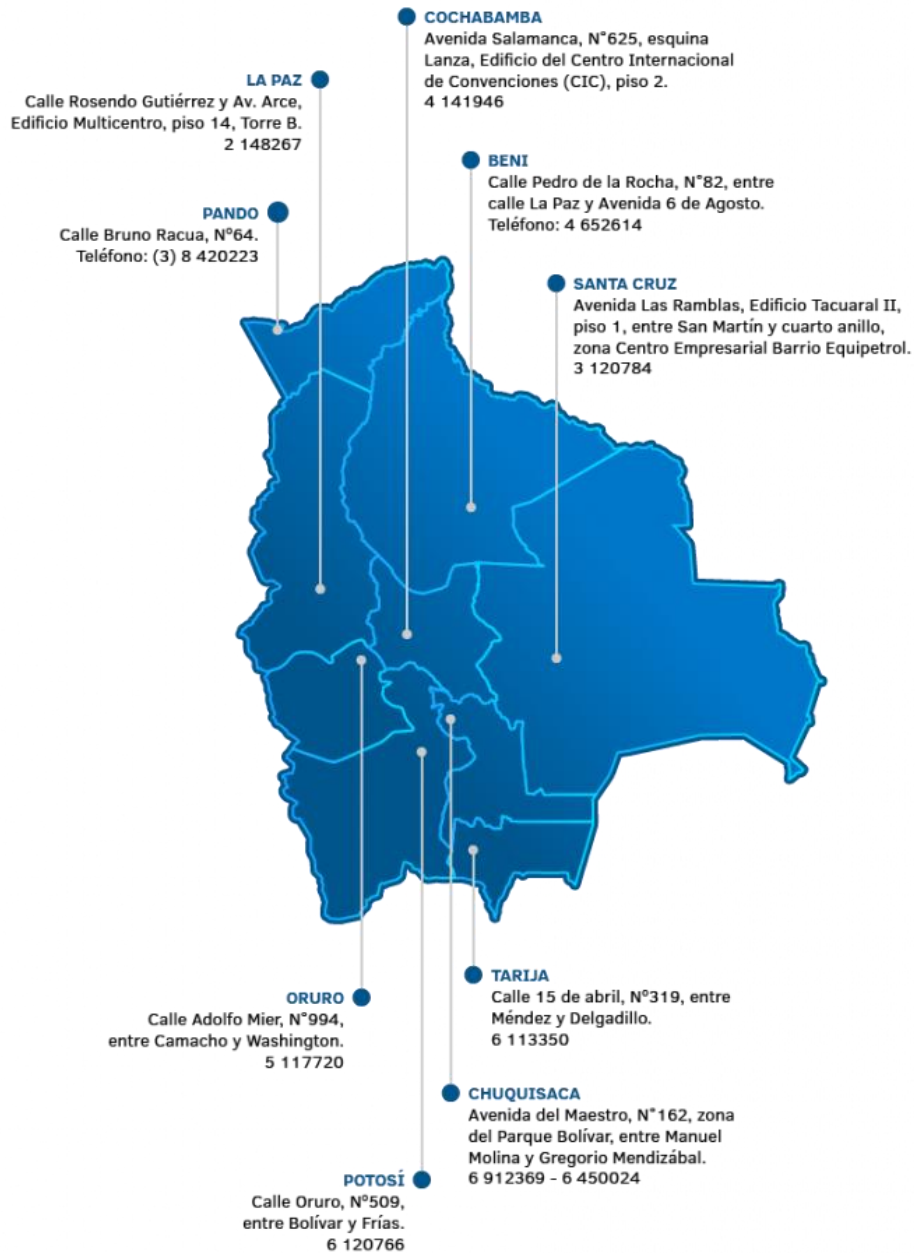 COCHABAMBA
Avenida Salamanca, N°625, esquina
Lanza, Edificio del Centro Internacional
de Convenciones (CIC), piso 2.
4 141946
LA PAZ
Calle Rosendo Gutiérrez y Av. Arce,
Edificio Multicentro, piso 14, Torre B.
2 148267
BENI
Calle Pedro de la Rocha, N°82, entre
calle La Paz y Avenida 6 de Agosto.
Teléfono: 4 652614
PANDO
Calle Bruno Racua, Nº64.
Teléfono: (3) 8 420223
SANTA CRUZ
Avenida Las Ramblas, Edificio Tacuaral II,
piso 1, entre San Martín y cuarto anillo,
zona Centro Empresarial Barrio Equipetrol.
3 120784
TARIJA
Calle 15 de abril, Nº319, entre
Méndez y Delgadillo.
6 113350
ORURO
Calle Adolfo Mier, N°994,
entre Camacho y Washington.
5 117720
CHUQUISACA
Avenida del Maestro, N°162, zona
del Parque Bolívar, entre Manuel
Molina y Gregorio Mendizábal.
6 912369 - 6 450024
POTOSÍ
Calle Oruro, Nº509,
entre Bolívar y Frías.
6 120766